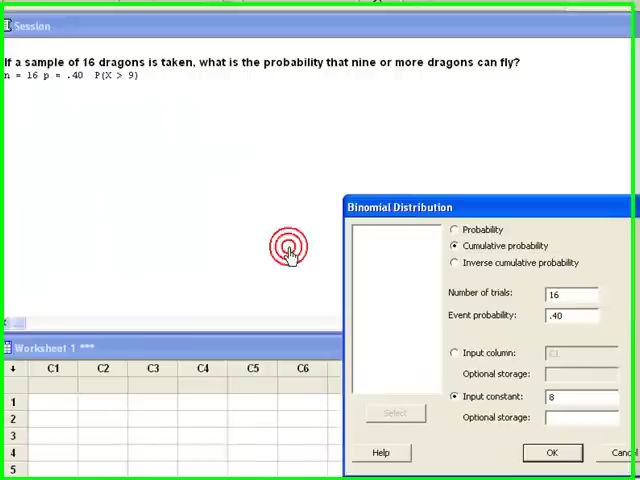 Session
If a sample of 16 dragons is taken, what is the probability that nine or more dragons can fly?
n = 16 p = .40 P(X > 9)
Binomial Distribution
Probability
Cumulative probability
Inverse cumulative probability
Number of trials: 16
Event probability: .40
Input column: C1
Optional storage:
Input constant: 8
Optional storage:
Select
Help OK Cancel
Worksheet 1 ***
C1 C2 C3 C4 C5 C6
1
2
3
4
5